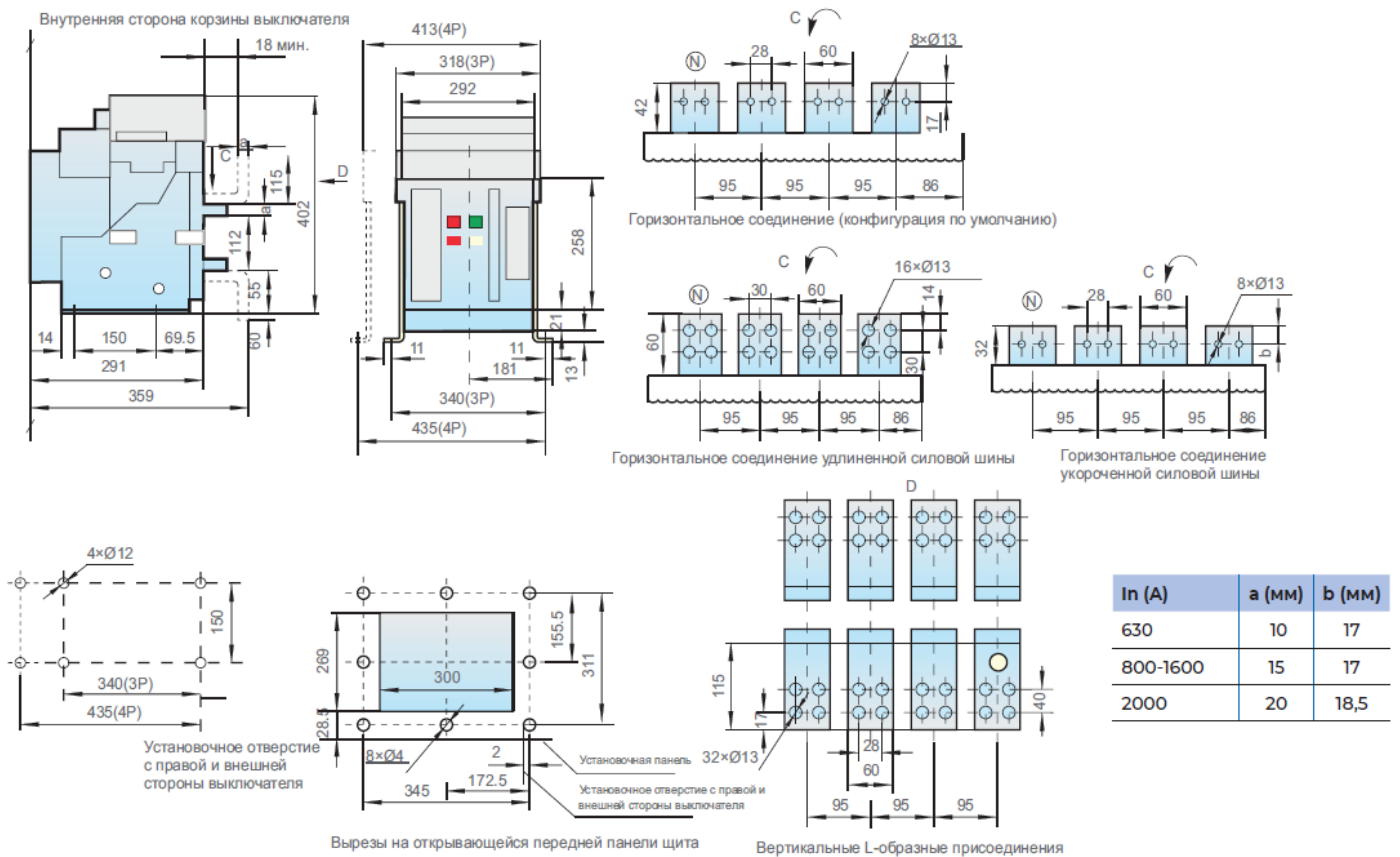 Внутренняя сторона корзины выключателя
18 мин.
C
a
115
D
402
a
112
55
60
14
150
69.5
291
359
413(4P)
318(3P)
292
258
21
11
11
13
181
340(3P)
435(4P)
C
N
28
60
8×Ø13
42
17
95
95
95
86
Горизонтальное соединение (конфигурация по умолчанию)
C
N
30
60
16×Ø13
14
60
30
95
95
95
86
Горизонтальное соединение удлиненной силовой шины
C
N
28
60
8×Ø13
32
b
95
95
95
86
Горизонтальное соединение
укороченной силовой шины
4×Ø12
150
340(3P)
435(4P)
Установочное отверстие
с правой и внешней
стороны выключателя
269
300
155.5
311
28.5
8×Ø4
2
172.5
345
Установочная панель
Установочное отверстие с правой и
внешней стороны выключателя
Вырезы на открывающейся передней панели щита
D
115
17
40
32×Ø13
28
60
95
95
95
Вертикальные L-образные присоединения
In (A) a (мм) b (мм)
630 10 17
800-1600 15 17
2000 20 18,5